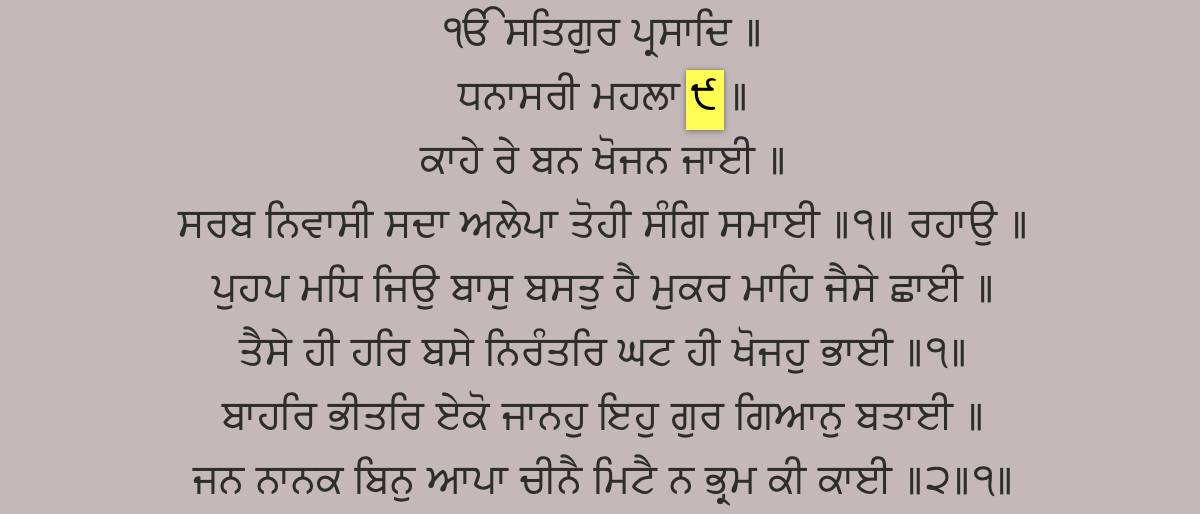 ੴ ਸਤਿਗੁਰ ਪ੍ਰਸਾਦਿ ॥
ਧਨਾਸਰੀ ਮਹਲਾ ੯ ॥
ਕਾਹੇ ਰੇ ਬਨ ਖੋਜਨ ਜਾਈ ॥
ਸਰਬ ਨਿਵਾਸੀ ਸਦਾ ਅਲੇਪਾ ਤੋਹੀ ਸੰਗਿ ਸਮਾਈ ॥੧॥ ਰਹਾਉ ॥
ਪੁਹਪ ਮਧਿ ਜਿਉ ਬਾਸੁ ਬਸਤੁ ਹੈ ਮੁਕਰ ਮਾਹਿ ਜੈਸੇ ਛਾਈ ॥
ਤੈਸੇ ਹੀ ਹਰਿ ਬਸੇ ਨਿਰੰਤਰਿ ਘਟ ਹੀ ਖੋਜਹੁ ਭਾਈ ॥੧॥
ਬਾਹਰਿ ਭੀਤਰਿ ਏਕੋ ਜਾਨਹੁ ਇਹੁ ਗੁਰ ਗਿਆਨੁ ਬਤਾਈ ॥
ਜਨ ਨਾਨਕ ਬਿਨੁ ਆਪਾ ਚੀਨੈ ਮਿਟੈ ਨ ਭ੍ਰਮ ਕੀ ਕਾਈ ॥੨॥੧॥